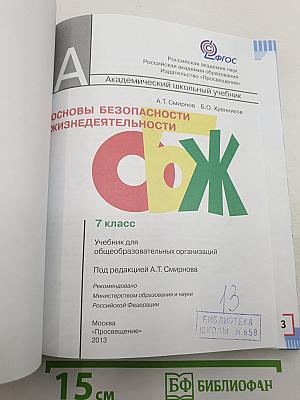 ФГОС
Российская академия наук
Российская академия образования
Издательство «Просвещение»
А
Академический школьный учебник
А.Т. Смирнов Б.О. Хренников
ОСНОВЫ БЕЗОПАСНОСТИ
ЖИЗНЕДЕЯТЕЛЬНОСТИ
ОБЖ
7 класс
Учебник для
общеобразовательных организаций
Под редакцией А.Т. Смирнова
Рекомендовано
Министерством образования и науки
Российской Федерации
13
БИБЛИОТЕКА
ШКОЛЫ № 658
Москва
«Просвещение»
2013
3
15 см
БФ БИБЛИОФАН